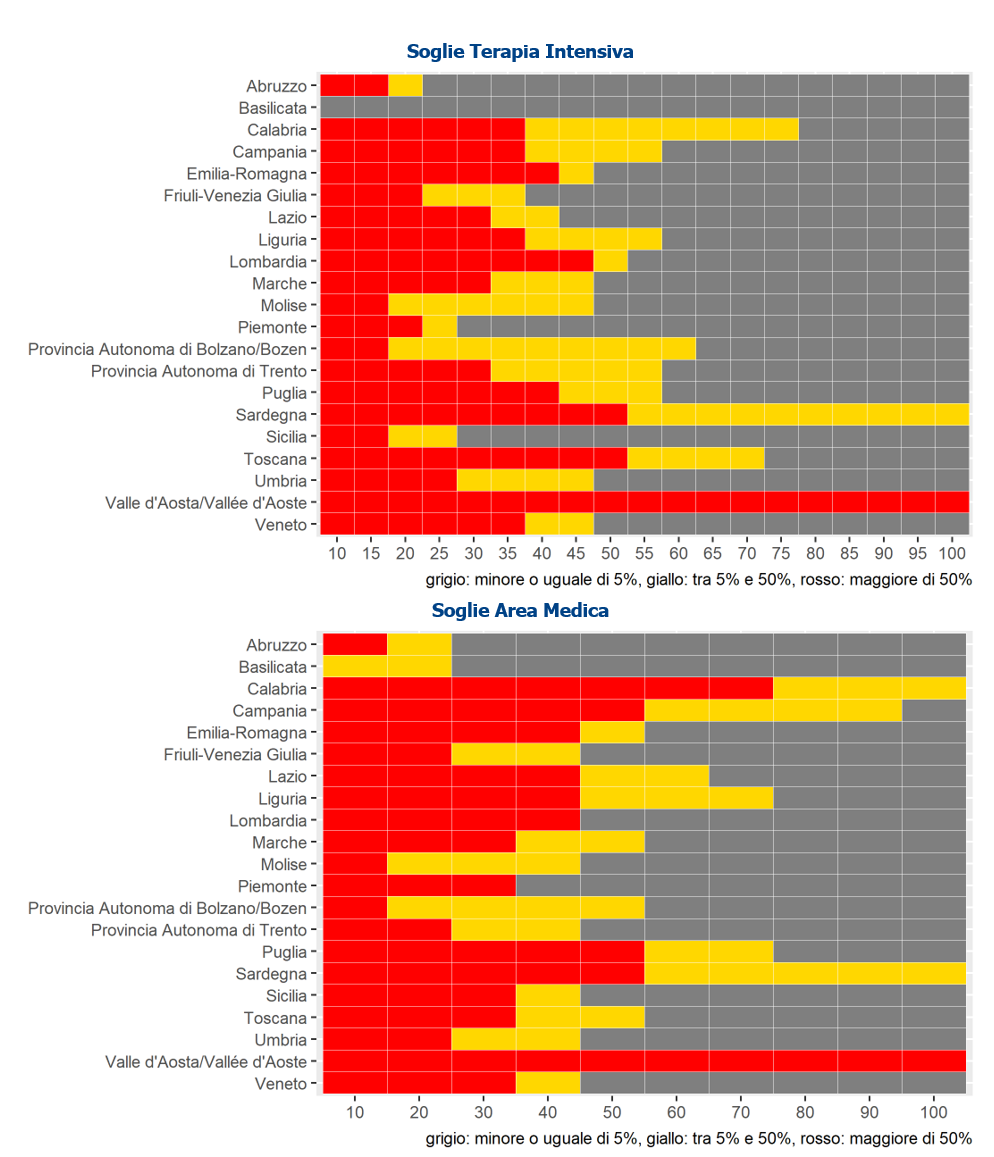 Soglie Terapia Intensiva
Abruzzo
Basilicata
Calabria
Campania
Emilia-Romagna
Friuli-Venezia Giulia
Lazio
Liguria
Lombardia
Marche
Molise
Piemonte
Provincia Autonoma di Bolzano/Bozen
Provincia Autonoma di Trento
Puglia
Sardegna
Sicilia
Toscana
Umbria
Valle d'Aosta/Vallée d'Aoste
Veneto
10 15 20 25 30 35 40 45 50 55 60 65 70 75 80 85 90 95 100
grigio: minore o uguale di 5%, giallo: tra 5% e 50%, rosso: maggiore di 50%
Soglie Area Medica
Abruzzo
Basilicata
Calabria
Campania
Emilia-Romagna
Friuli-Venezia Giulia
Lazio
Liguria
Lombardia
Marche
Molise
Piemonte
Provincia Autonoma di Bolzano/Bozen
Provincia Autonoma di Trento
Puglia
Sardegna
Sicilia
Toscana
Umbria
Valle d'Aosta/Vallée d'Aoste
Veneto
10 20 30 40 50 60 70 80 90 100
grigio: minore o uguale di 5%, giallo: tra 5% e 50%, rosso: maggiore di 50%